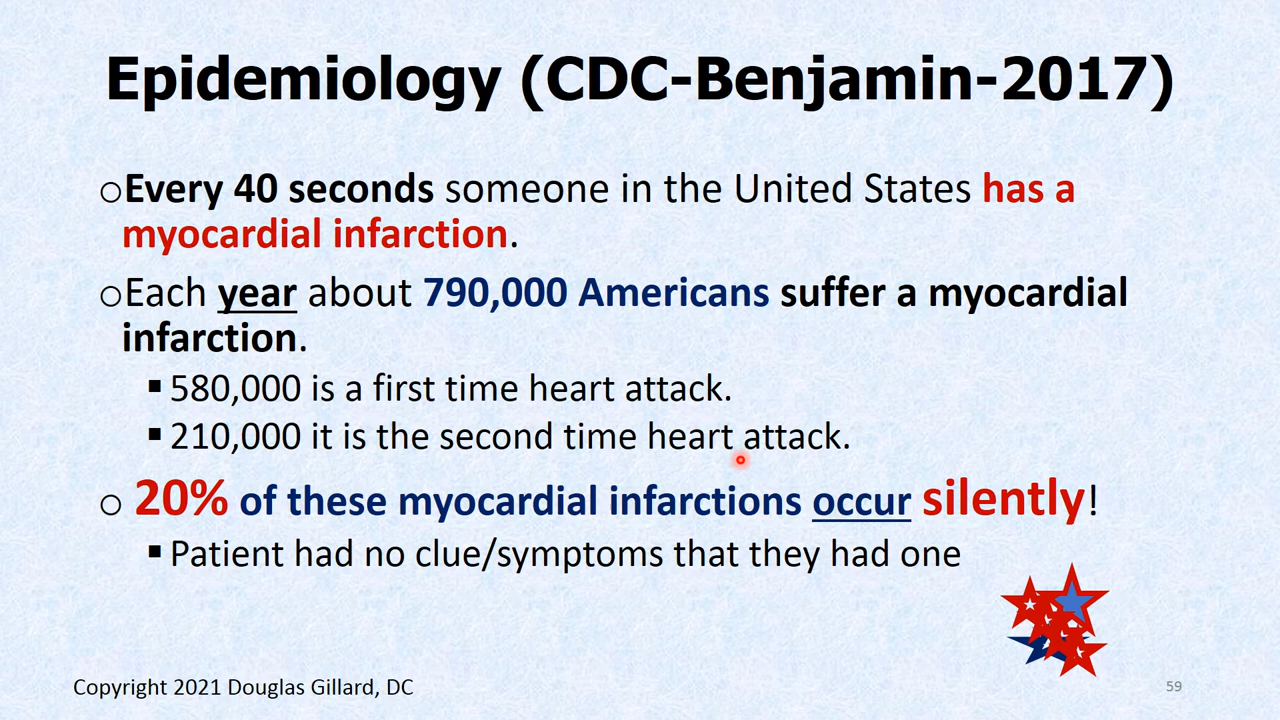 Epidemiology (CDC-Benjamin-2017)
○Every 40 seconds someone in the United States has a
myocardial infarction.
○Each year about 790,000 Americans suffer a myocardial
infarction.
▪580,000 is a first time heart attack.
▪210,000 it is the second time heart attack.
○ 20% of these myocardial infarctions occur silently!
▪Patient had no clue/symptoms that they had one
Copyright 2021 Douglas Gillard, DC
59